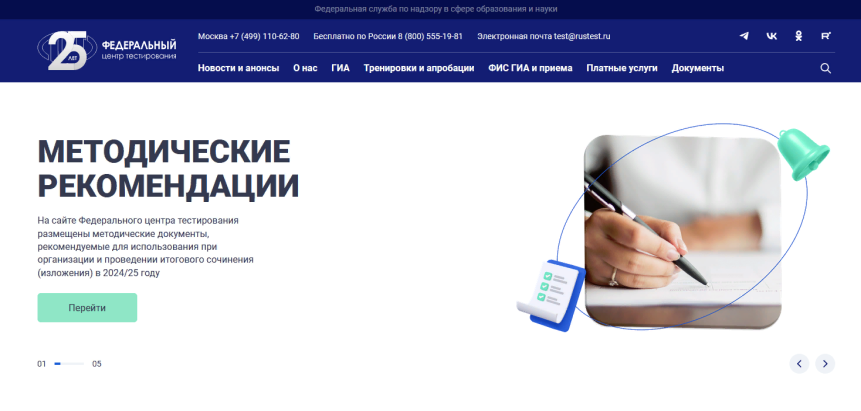 Федеральная служба по надзору в сфере образования и науки
25
ЛЕТ
ФЕДЕРАЛЬНЫЙ
центр тестирования
Москва +7 (499) 110-62-80 Бесплатно по России 8 (800) 555-19-81 Электронная почта test@rustest.ru
Новости и анонсы О нас ГИА Тренировки и апробации ФИС ГИА и приема Платные услуги Документы
МЕТОДИЧЕСКИЕ
РЕКОМЕНДАЦИИ
На сайте Федерального центра тестирования
размещены методические документы,
рекомендуемые для использования при
организации и проведении итогового сочинения
(изложения) в 2024/25 году
Перейти
01 05